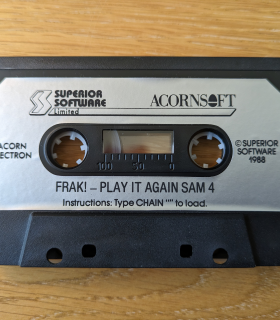 SUPERIOR
SOFTWARE
Limited
ACORNSOFT
ACORN
ELECTRON
© SUPERIOR
SOFTWARE
1988
100 50 0
FRAK! – PLAY IT AGAIN SAM 4
Instructions: Type CHAIN "" to load.